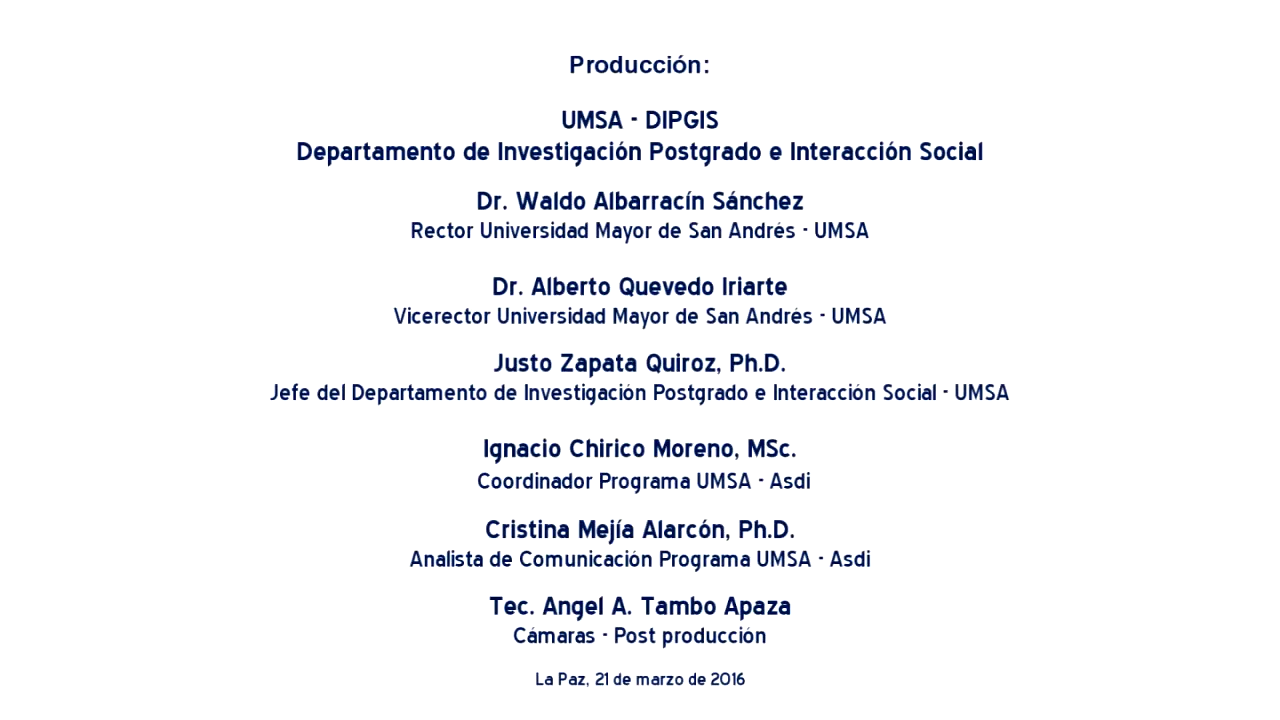 Producción:
UMSA - DIPGIS
Departamento de Investigación Postgrado e Interacción Social
Dr. Waldo Albarracín Sánchez
Rector Universidad Mayor de San Andrés - UMSA
Dr. Alberto Quevedo Iriarte
Vicerector Universidad Mayor de San Andrés - UMSA
Justo Zapata Quiroz, Ph.D.
Jefe del Departamento de Investigación Postgrado e Interacción Social - UMSA
Ignacio Chirico Moreno, MSc.
Coordinador Programa UMSA - Asdi
Cristina Mejía Alarcón, Ph.D.
Analista de Comunicación Programa UMSA - Asdi
Tec. Angel A. Tambo Apaza
Cámaras - Post producción
La Paz, 21 de marzo de 2016